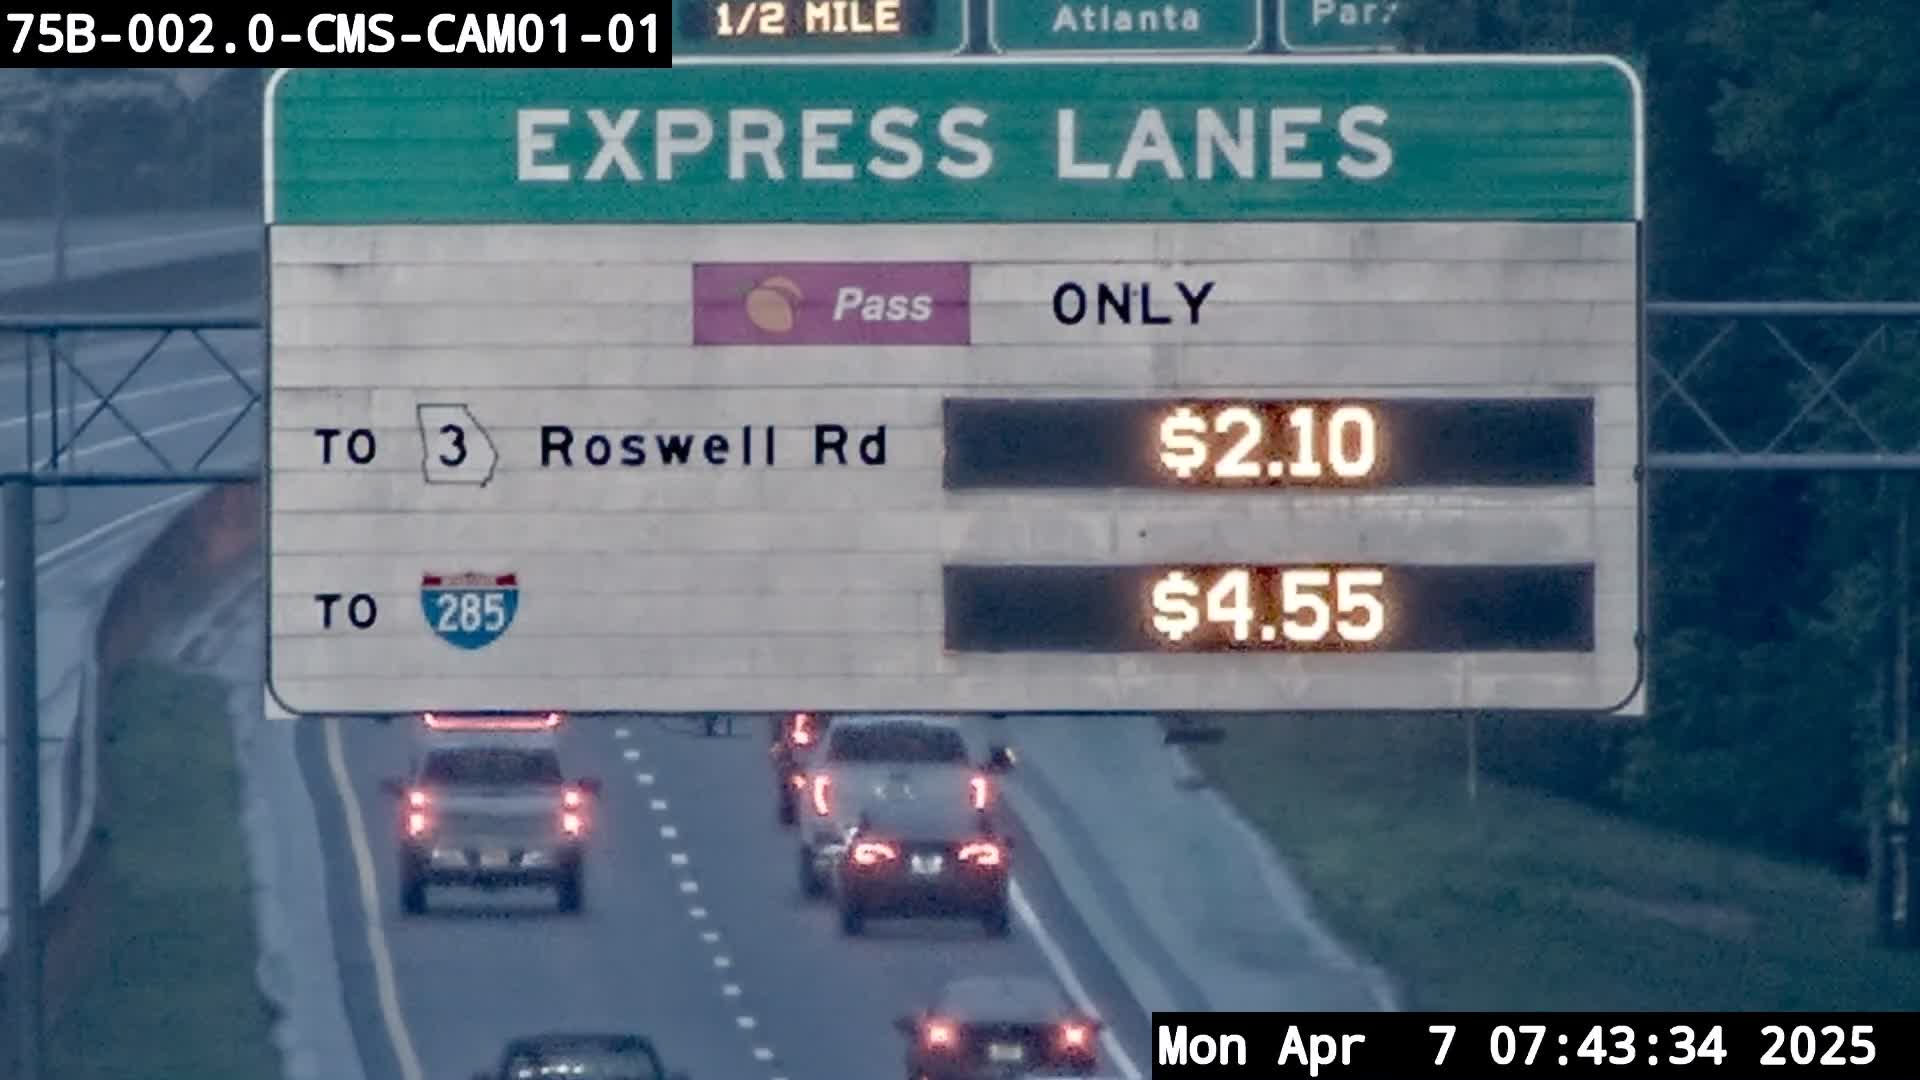 75B-002.0-CMS-CAM01-01
1/2 MILE
Atlanta
EXPRESS LANES
Pass ONLY
TO 3 Roswell Rd $2.10
TO 285 $4.55
Mon Apr 7 07:43:34 2025